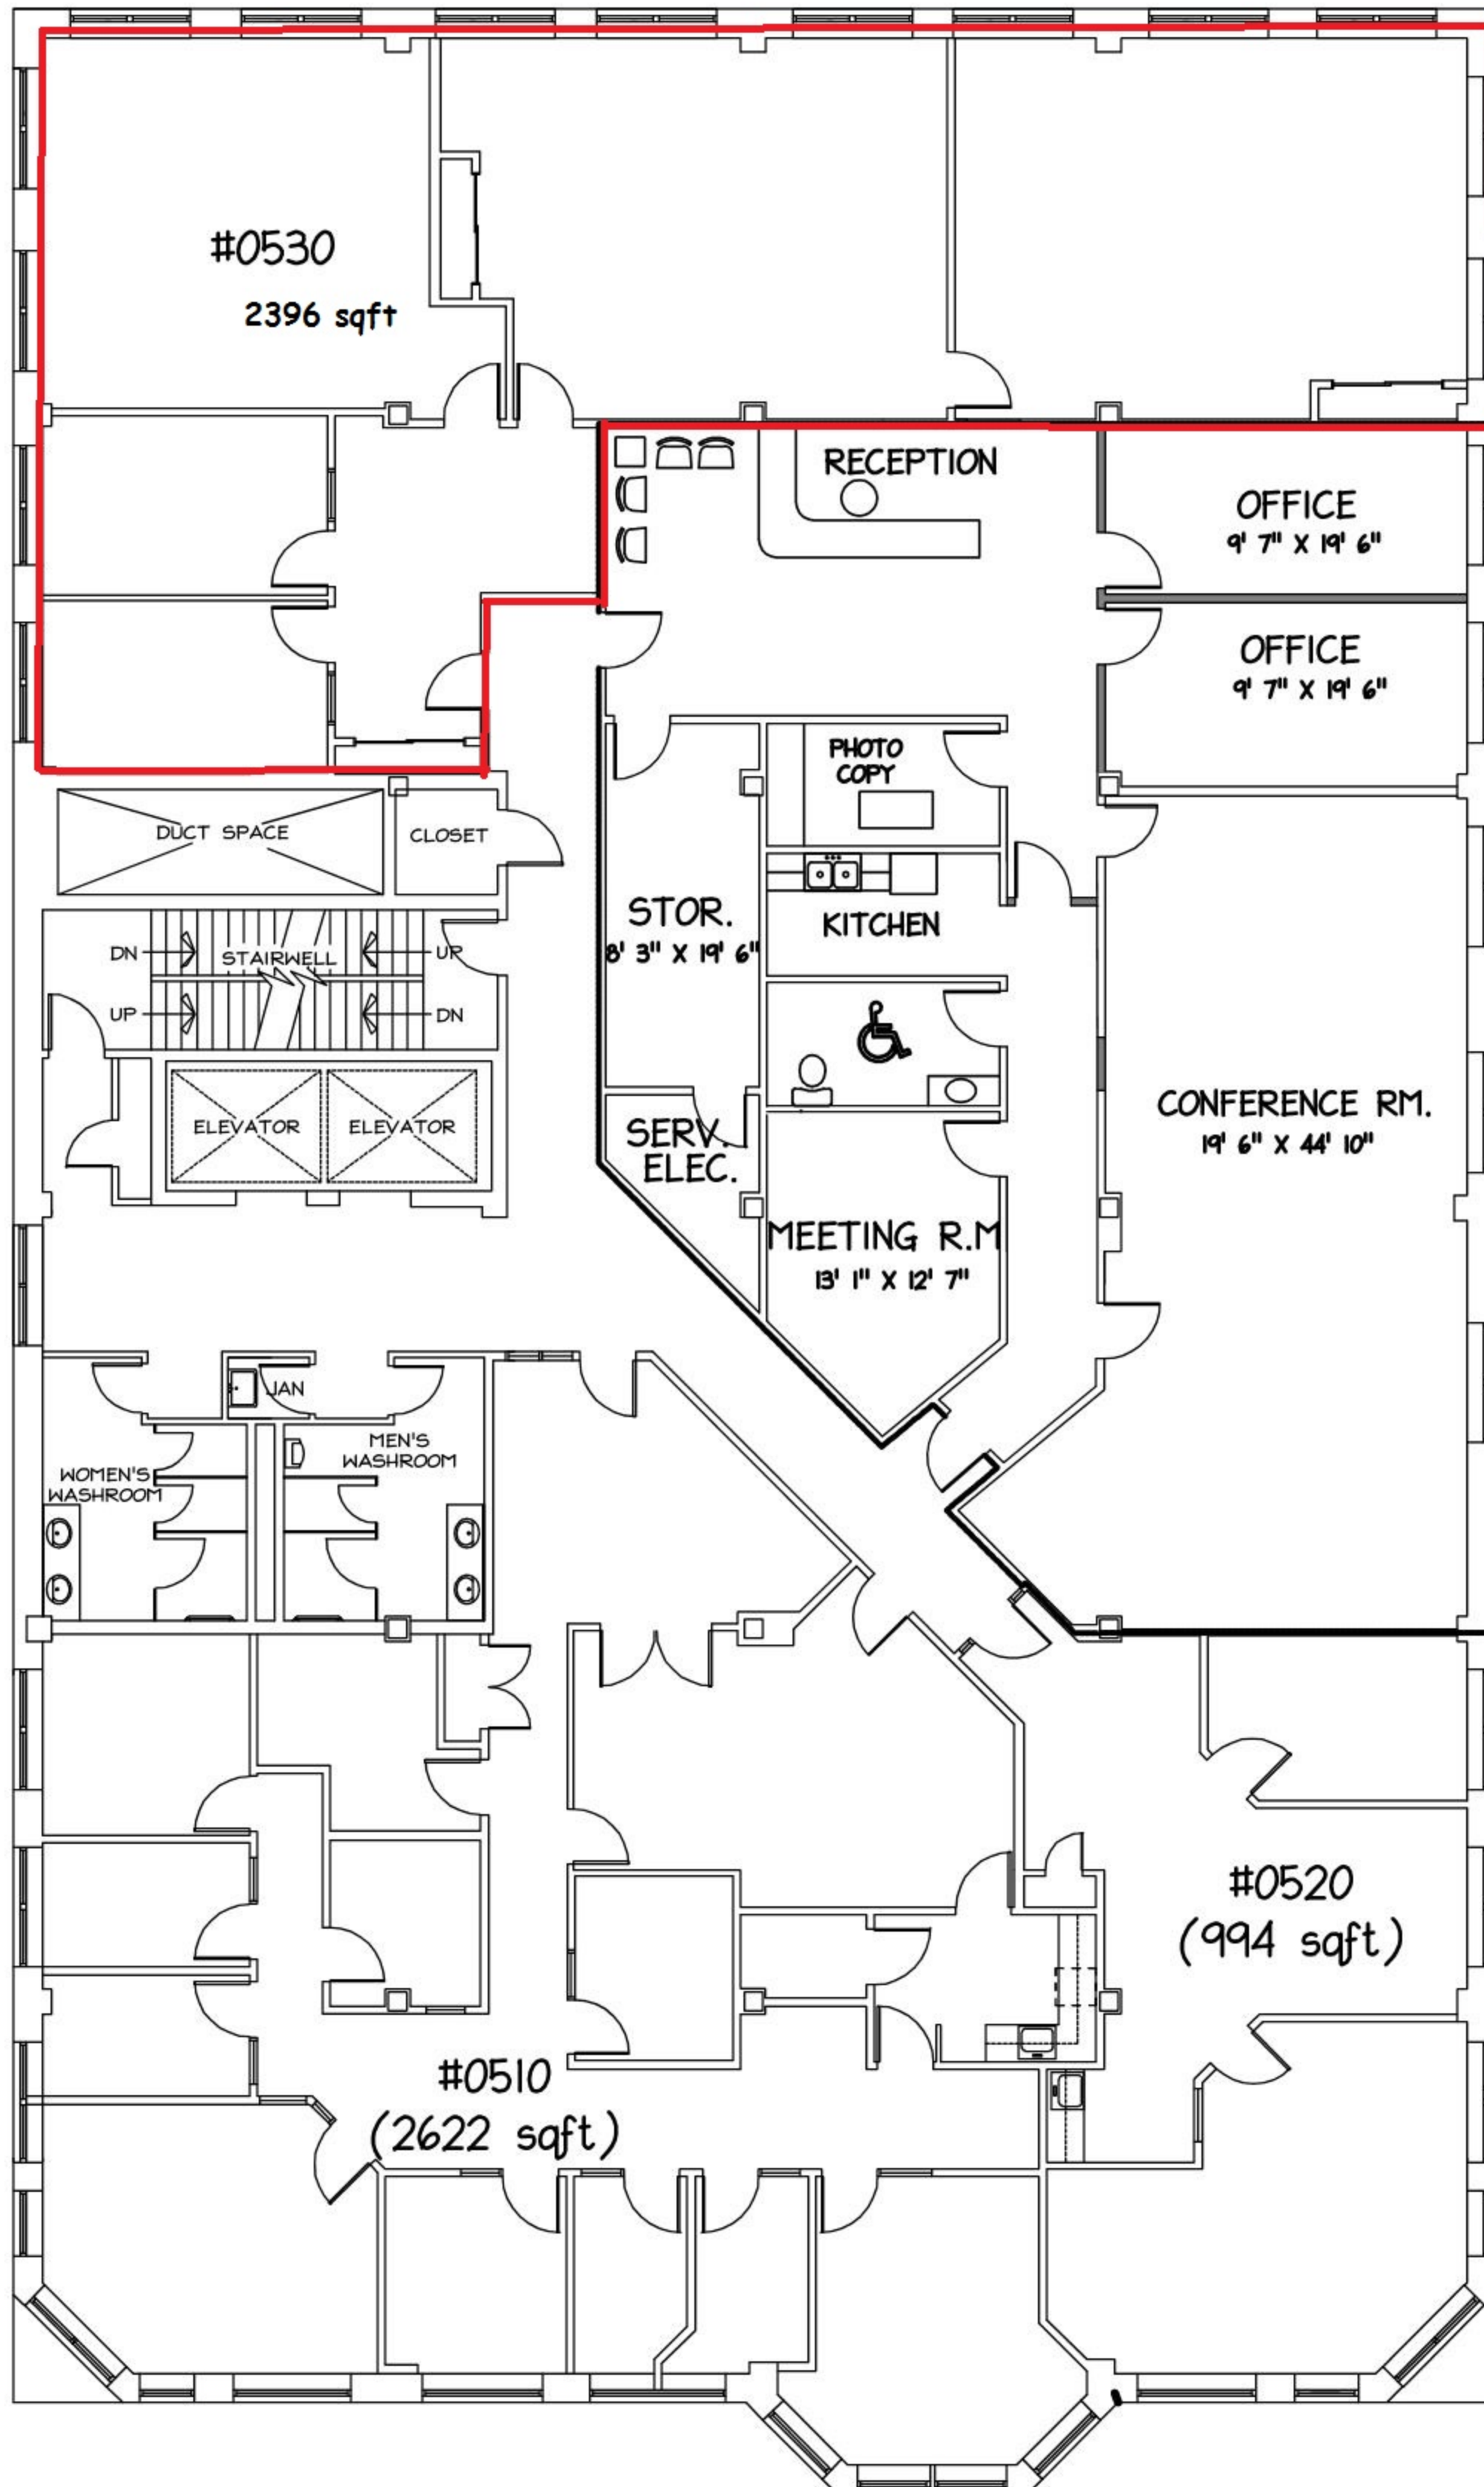 #0530
2396 sqft
RECEPTION
OFFICE
9' 7" X 19' 6"
OFFICE
9' 7" X 19' 6"
PHOTO
COPY
DUCT SPACE
CLOSET
STOR.
8' 3" X 19' 6"
KITCHEN
DN
STAIRWELL
UP
UP
DN
ELEVATOR
ELEVATOR
SERV.
ELEC.
CONFERENCE RM.
19' 6" X 44' 10"
MEETING R.M
13' 1" X 12' 7"
JAN
MEN'S
WASHROOM
WOMEN'S
WASHROOM
#0520
(994 sqft)
#0510
(2622 sqft)